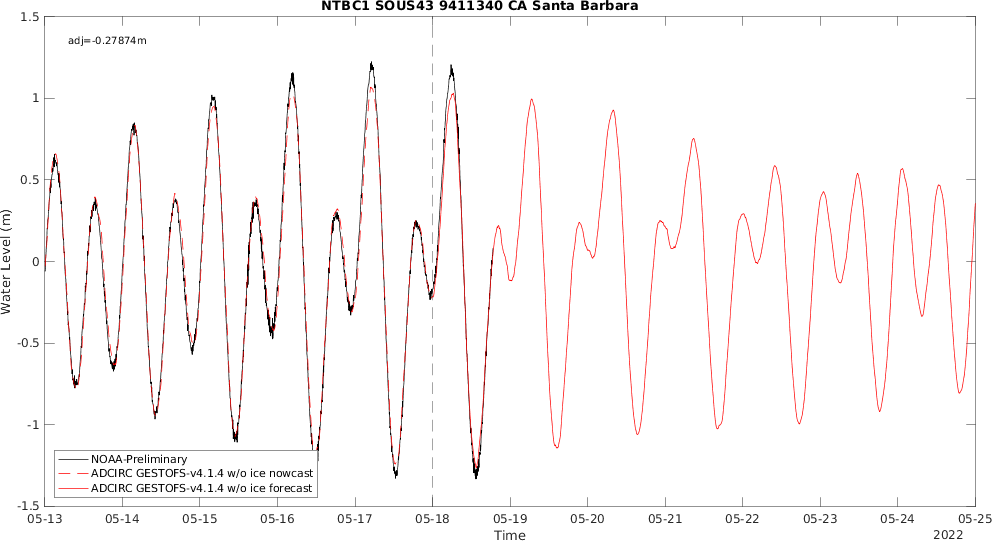 NTBC1 SOUS43 9411340 CA Santa Barbara
adj=-0.27874m
1.5
1
0.5
0
-0.5
-1
-1.5
Water Level (m)
NOAA-Preliminary
ADCIRC GESTOFS-v4.1.4 w/o ice nowcast
ADCIRC GESTOFS-v4.1.4 w/o ice forecast
05-13 05-14 05-15 05-16 05-17 05-18 05-19 05-20 05-21 05-22 05-23 05-24 05-25
Time
2022